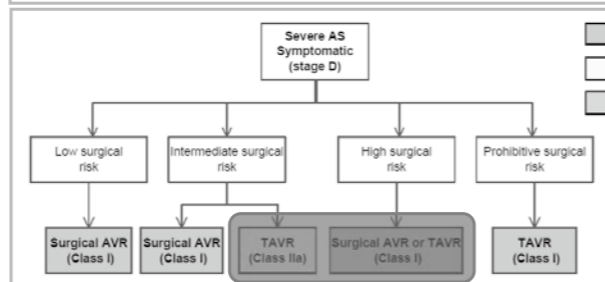 Severe AS
Symptomatic
(stage D)
Low surgical
risk
Intermediate surgical
risk
High surgical
risk
Prohibitive surgical
risk
Surgical AVR
(Class I)
Surgical AVR
(Class I)
TAVR
(Class IIa)
Surgical AVR or TAVR
(Class I)
TAVR
(Class I)